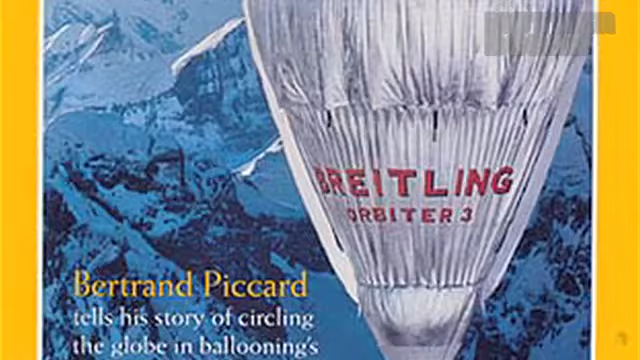 BREITLING
ORBITER 3
Bertrand Piccard
tells his story of circling
the globe in ballooning's